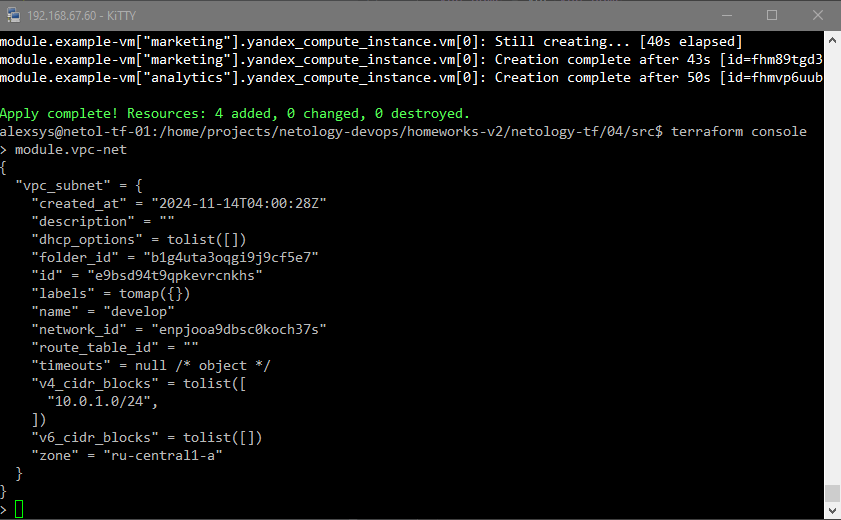 192.168.67.60 - KiTTY
module.example-vm["marketing"].yandex_compute_instance.vm[0]: Still creating... [40s elapsed]
module.example-vm["marketing"].yandex_compute_instance.vm[0]: Creation complete after 43s [id=fhm89tgd3
module.example-vm["analytics"].yandex_compute_instance.vm[0]: Creation complete after 50s [id=fhmvp6uub
Apply complete! Resources: 4 added, 0 changed, 0 destroyed.
alexsys@netol-tf-01:/home/projects/netology-devops/homeworks-v2/netology-tf/04/src$ terraform console
> module.vpc-net
{
  "vpc_subnet" = {
    "created_at" = "2024-11-14T04:00:28Z"
    "description" = ""
    "dhcp_options" = tolist([])
    "folder_id" = "b1g4uta3oqgi9j9cf5e7"
    "id" = "e9bsd94t9qpkevrcnkhs"
    "labels" = tomap({})
    "name" = "develop"
    "network_id" = "enpjooa9dbsc0koch37s"
    "route_table_id" = ""
    "timeouts" = null /* object */
    "v4_cidr_blocks" = tolist([
      "10.0.1.0/24",
    ])
    "v6_cidr_blocks" = tolist([])
    "zone" = "ru-central1-a"
  }
}
>